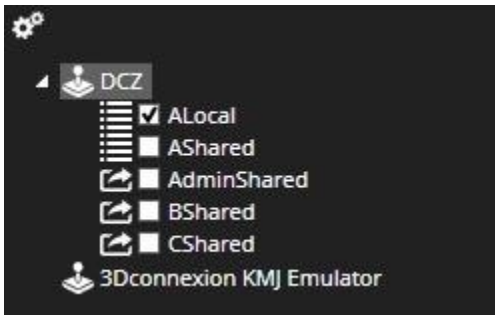 DCZ
ALocal
AShared
AdminShared
BShared
CShared
3Dconnexion KMJ Emulator